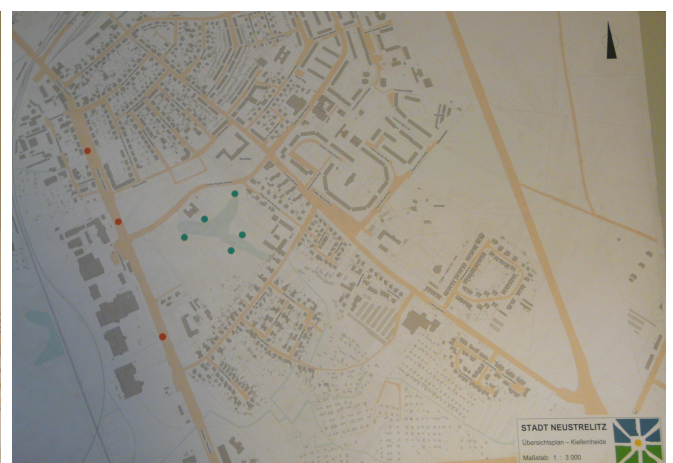 STADT NEUSTRELITZ
Übersichtsplan – Kiefernheide
Maßstab: 1 : 3 000